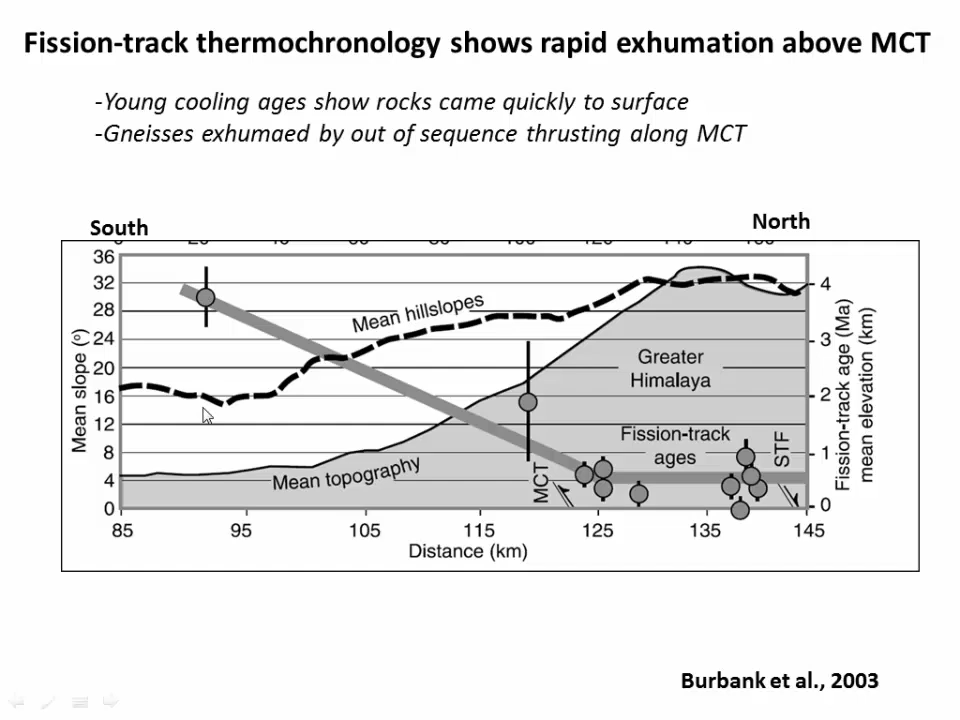 Fission-track thermochronology shows rapid exhumation above MCT
-Young cooling ages show rocks came quickly to surface
-Gneisses exhumaed by out of sequence thrusting along MCT
South
North
36
32
28
24
20
16
12
8
4
0
Mean slope (°)
Mean hillslopes
Mean topography
Greater
Himalaya
Fission-track
ages
MCT
STF
4
3
2
1
0
Fission-track age (Ma)
mean elevation (km)
85 95 105 115 125 135 145
Distance (km)
Burbank et al., 2003